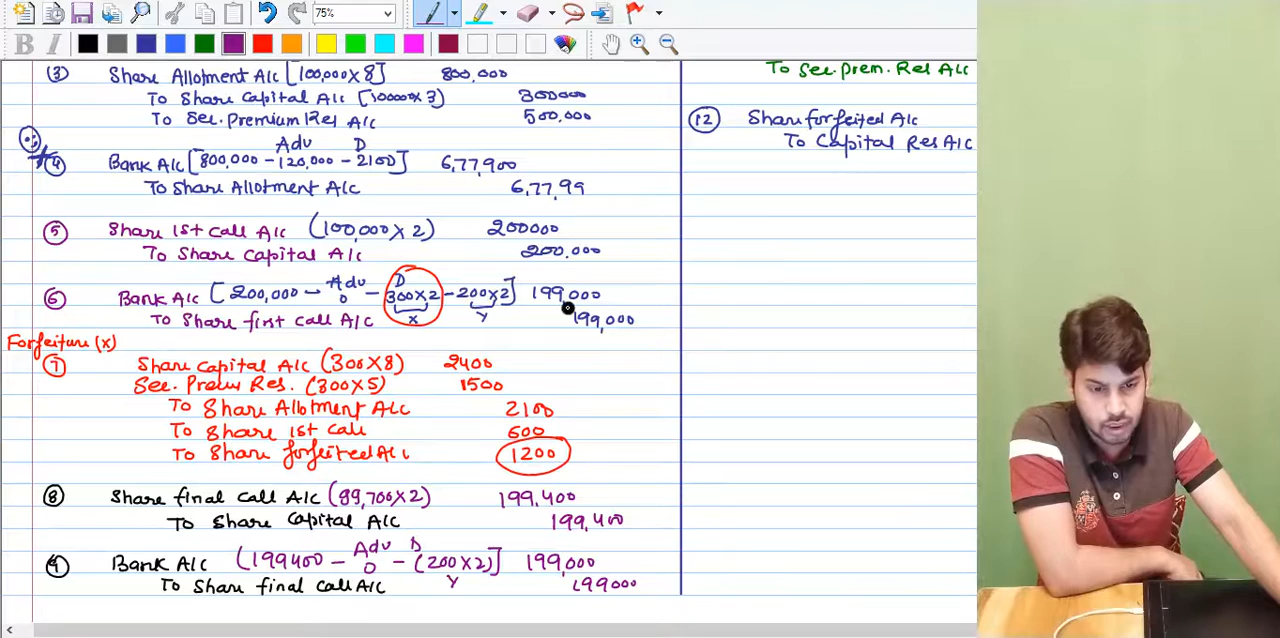 75%
B I
③ Share Allotment A/c [100,000 x 8] 800,000
To Share Capital A/c [100000 x 3) 300000
To Sec. Premium Res A/c 500,000
Adv D
④ Bank A/c [800,000 - 120,000 - 2100] 6,77,900
To Share Allotment A/c 6,77,99
⑤ Share 1st call A/c (100,000 x 2) 200000
To Share Capital A/c 200,000
Adv D
⑥ Bank A/c [200,000 - 0 - 300x2 - 200x2] 199,000
x y
To Share first call A/c 199,000
Forfeiture (x)
⑦ Share Capital A/c (300 x 8) 2400
Sec. Prem Res. (300 x 5) 1500
To Share Allotment A/c 2100
To Share 1st call 600
To Share forfeited A/c 1200
⑧ Share final call A/c (99,700 x 2) 199,400
To Share Capital A/c 199,400
Adv D
⑨ Bank A/c (199400 - 0 - (200 x 2)] 199,000
y
To Share final call A/c 199000
To Sec. Prem. Res A/c
⑫ Share forfeited A/c
To Capital Res A/c